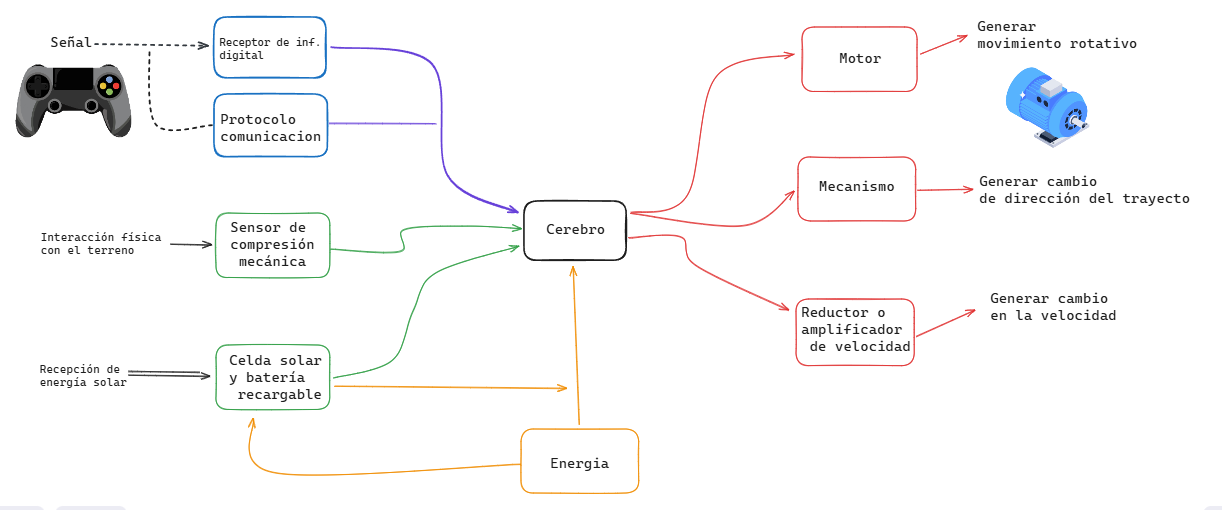 Señal
Receptor de inf.
digital
Protocolo
comunicacion
Interacción física
con el terreno
Sensor de
compresión
mecánica
Recepción de
energía solar
Celda solar
y batería
recargable
Cerebro
Energia
Motor
Generar
movimiento rotativo
Mecanismo
Generar cambio
de dirección del trayecto
Reductor o
amplificador
de velocidad
Generar cambio
en la velocidad